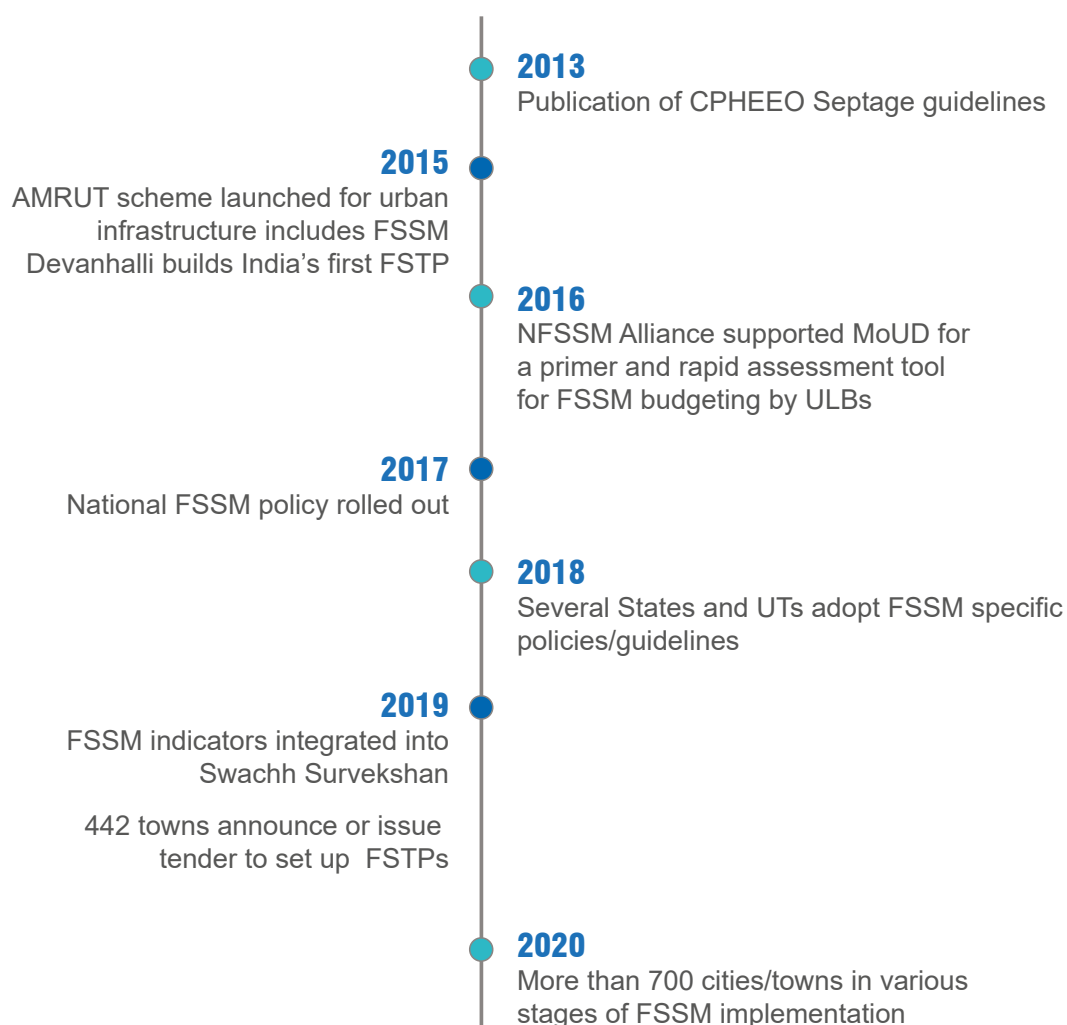 2013
Publication of CPHEEO Septage guidelines
2015
AMRUT scheme launched for urban
infrastructure includes FSSM
Devanhalli builds India's first FSTP
2016
NFSSM Alliance supported MoUD for
a primer and rapid assessment tool
for FSSM budgeting by ULBs
2017
National FSSM policy rolled out
2018
Several States and UTs adopt FSSM specific
policies/guidelines
2019
FSSM indicators integrated into
Swachh Survekshan
442 towns announce or issue
tender to set up FSTPs
2020
More than 700 cities/towns in various
stages of FSSM implementation